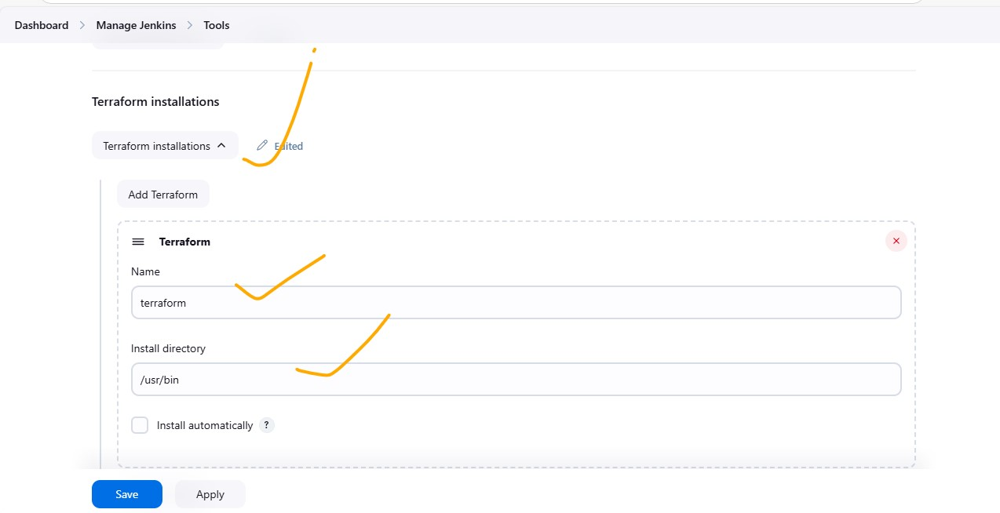 Dashboard > Manage Jenkins > Tools
Terraform installations
Terraform installations Edited
Add Terraform
Terraform
Name
terraform
Install directory
/usr/bin
Install automatically ?
Save Apply